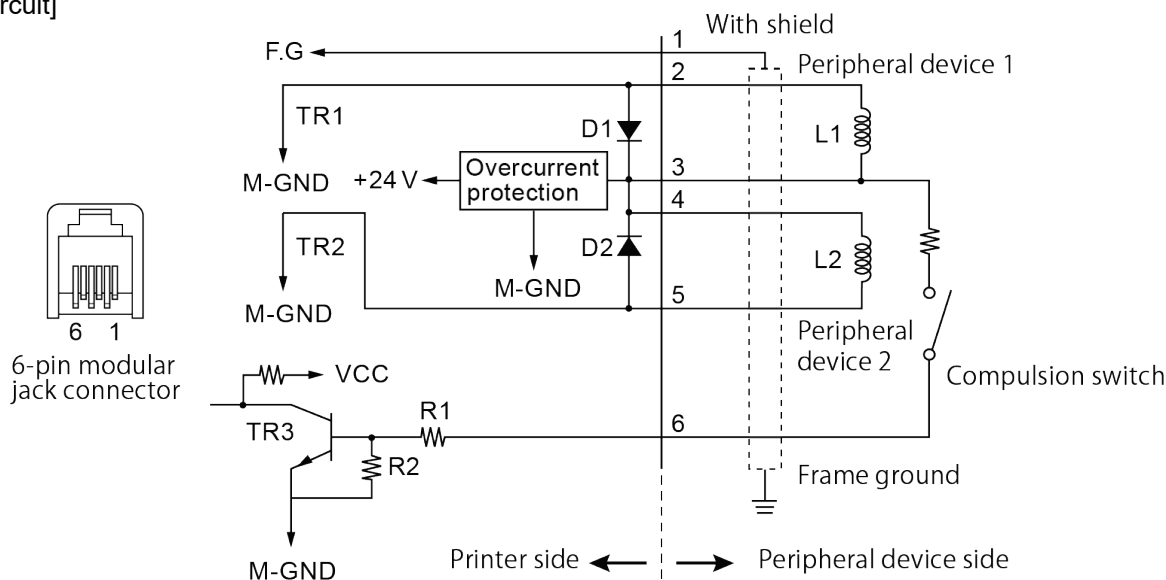 rcuit]
With shield
F.G
1
2
Peripheral device 1
TR1
D1
L1
M-GND
+24 V
Overcurrent
protection
3
4
TR2
D2
L2
M-GND
M-GND
5
6 1
6-pin modular
jack connector
Peripheral
device 2
Compulsion switch
VCC
TR3
R1
6
R2
Frame ground
M-GND
Printer side
Peripheral device side